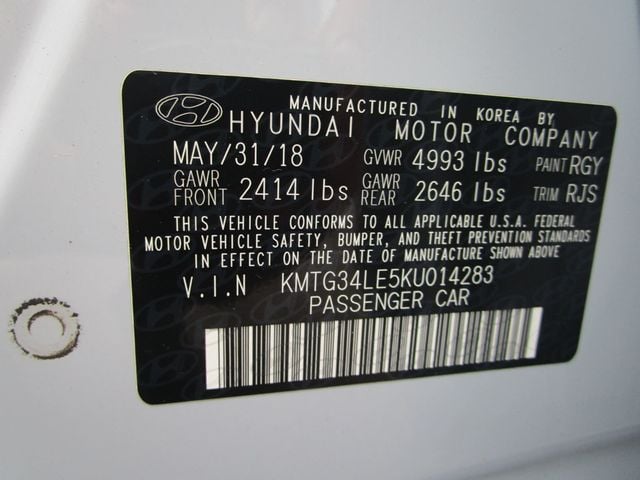 MANUFACTURED IN KOREA BY
HYUNDAI MOTOR COMPANY
MAY/31/18 GVWR 4993 lbs PAINT RGY
GAWR FRONT 2414 lbs GAWR REAR 2646 lbs TRIM RJS
THIS VEHICLE CONFORMS TO ALL APPLICABLE U.S.A. FEDERAL
MOTOR VEHICLE SAFETY, BUMPER, AND THEFT PREVENTION STANDARDS
IN EFFECT ON THE DATE OF MANUFACTURE SHOWN ABOVE
V.I.N KMTG34LE5KU014283
PASSENGER CAR